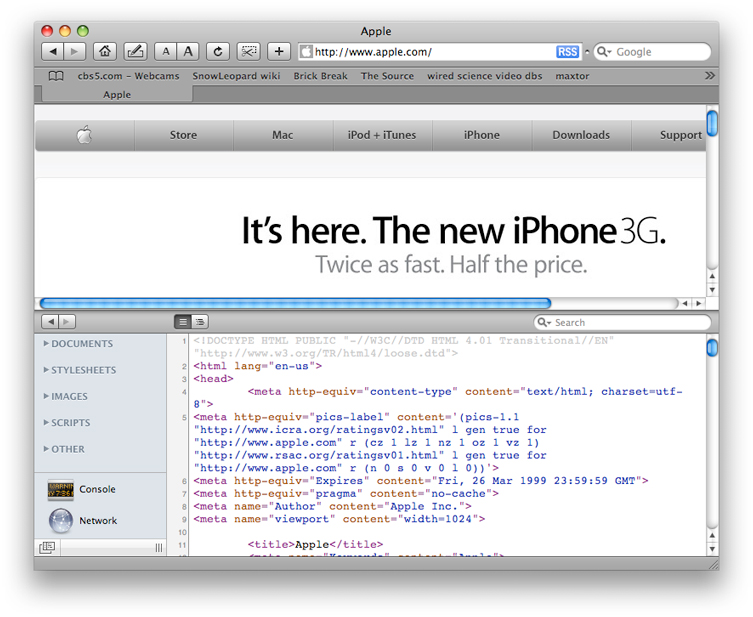 Apple
A A
http://www.apple.com/ RSS Google
cbs5.com – Webcams SnowLeopard wiki Brick Break The Source wired science video dbs maxtor
Apple
Store Mac iPod + iTunes iPhone Downloads Support
It's here. The new iPhone 3G.
Twice as fast. Half the price.
Search
DOCUMENTS
STYLESHEETS
IMAGES
SCRIPTS
OTHER
Console
Network
1 <!DOCTYPE HTML PUBLIC "-//W3C//DTD HTML 4.01 Transitional//EN"
"http://www.w3.org/TR/html4/loose.dtd">
2 <html lang="en-us">
3 <head>
4 <meta http-equiv="content-type" content="text/html; charset=utf-
8">
5 <meta http-equiv="pics-label" content='(pics-1.1
"http://www.icra.org/ratingsv02.html" l gen true for
"http://www.apple.com" r (cz 1 lz 1 nz 1 oz 1 vz 1)
"http://www.rsac.org/ratingsv01.html" l gen true for
"http://www.apple.com" r (n 0 s 0 v 0 l 0))'>
6 <meta http-equiv="Expires" content="Fri, 26 Mar 1999 23:59:59 GMT">
7 <meta http-equiv="pragma" content="no-cache">
8 <meta name="Author" content="Apple Inc.">
9 <meta name="viewport" content="width=1024">
10
11 <title>Apple</title>
<meta name="Keywords" content="Apple">